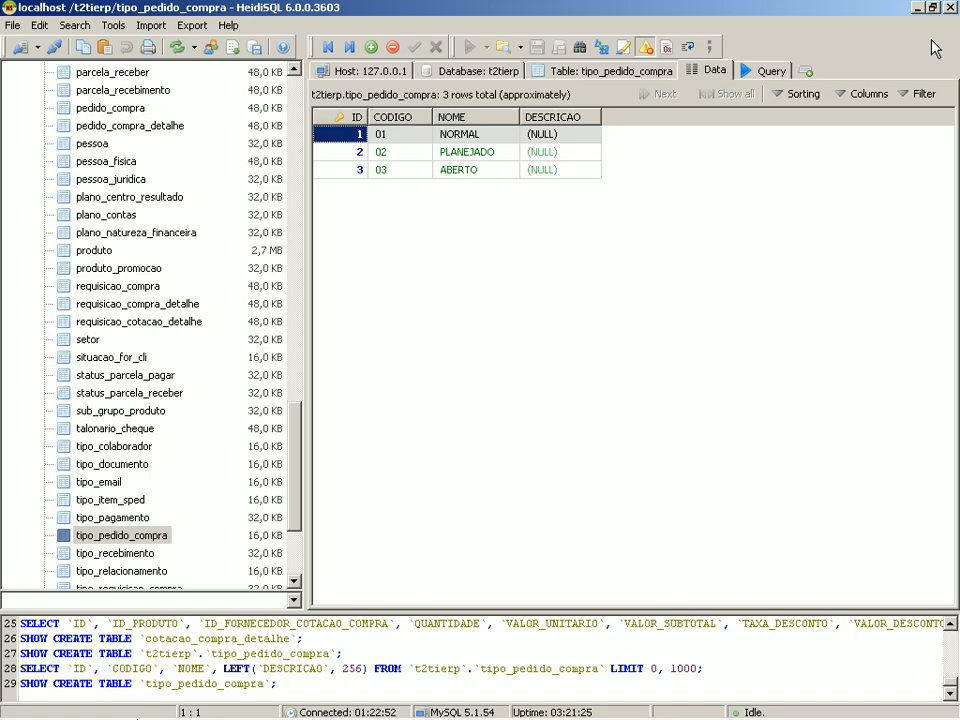 localhost /t2tierp/tipo_pedido_compra - HeidiSQL 6.0.0.3603
File Edit Search Tools Import Export Help
Host: 127.0.0.1 Database: t2tierp Table: tipo_pedido_compra Data Query
t2tierp.tipo_pedido_compra: 3 rows total (approximately) Next Show all Sorting Columns Filter
ID CODIGO NOME DESCRICAO
1 01 NORMAL (NULL)
2 02 PLANEJADO (NULL)
3 03 ABERTO (NULL)
parcela_receber 48,0 KB
parcela_recebimento 48,0 KB
pedido_compra 48,0 KB
pedido_compra_detalhe 48,0 KB
pessoa 32,0 KB
pessoa_fisica 48,0 KB
pessoa_juridica 32,0 KB
plano_centro_resultado 32,0 KB
plano_contas 32,0 KB
plano_natureza_financeira 32,0 KB
produto 2,7 MB
produto_promocao 32,0 KB
requisicao_compra 48,0 KB
requisicao_compra_detalhe 48,0 KB
requisicao_cotacao_detalhe 48,0 KB
setor 32,0 KB
situacao_for_cli 16,0 KB
status_parcela_pagar 32,0 KB
status_parcela_receber 32,0 KB
sub_grupo_produto 32,0 KB
talonario_cheque 48,0 KB
tipo_colaborador 16,0 KB
tipo_documento 16,0 KB
tipo_email 16,0 KB
tipo_item_sped 16,0 KB
tipo_pagamento 32,0 KB
tipo_pedido_compra 16,0 KB
tipo_recebimento 32,0 KB
tipo_relacionamento 16,0 KB
tipo_requisicao_compra 32,0 KB
25 SELECT `ID`, `ID_PRODUTO`, `ID_FORNECEDOR_COTACAO_COMPRA`, `QUANTIDADE`, `VALOR_UNITARIO`, `VALOR_SUBTOTAL`, `TAXA_DESCONTO`, `VALOR_DESCONTO
26 SHOW CREATE TABLE `cotacao_compra_detalhe`;
27 SHOW CREATE TABLE `t2tierp`.`tipo_pedido_compra`;
28 SELECT `ID`, `CODIGO`, `NOME`, LEFT(`DESCRICAO`, 256) FROM `t2tierp`.`tipo_pedido_compra` LIMIT 0, 1000;
29 SHOW CREATE TABLE `tipo_pedido_compra`;
1 : 1 Connected: 01:22:52 MySQL 5.1.54 Uptime: 03:21:25 Idle.